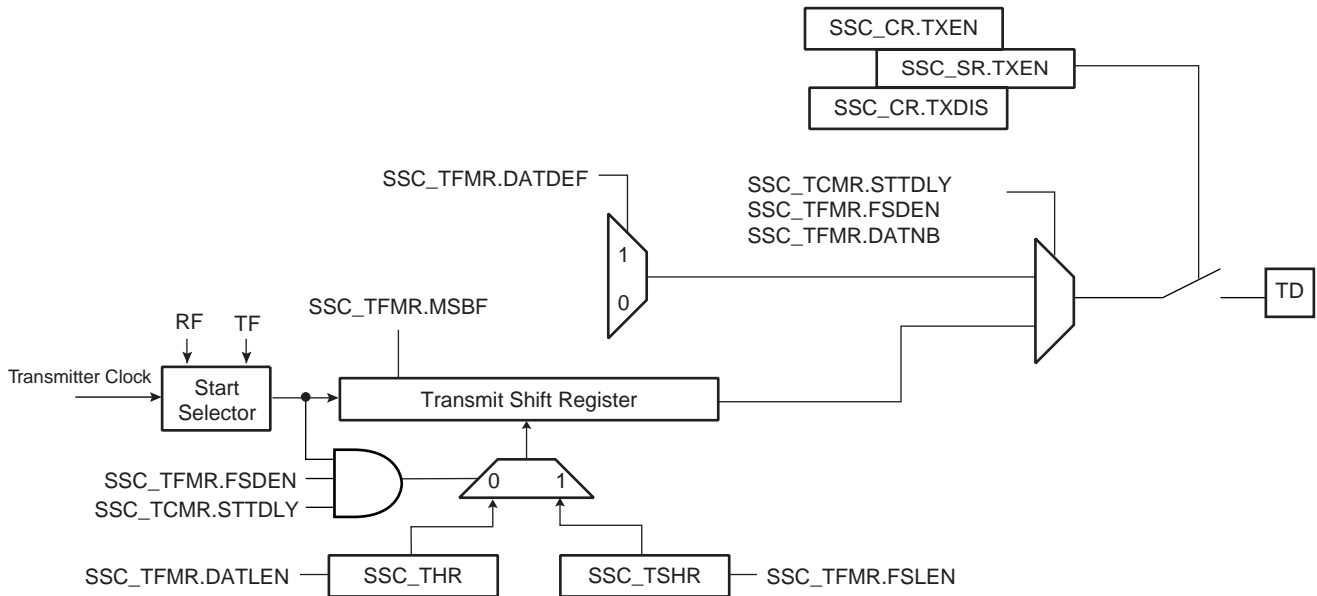 SSC_CR.TXEN
SSC_SR.TXEN
SSC_CR.TXDIS
SSC_TFMR.DATDEF
SSC_TCMR.STTDLY
SSC_TFMR.FSDEN
SSC_TFMR.DATNB
1
0
TD
SSC_TFMR.MSBF
RF TF
Transmitter Clock
Start
Selector
Transmit Shift Register
SSC_TFMR.FSDEN
SSC_TCMR.STTDLY
0 1
SSC_TFMR.DATLEN
SSC_THR
SSC_TSHR
SSC_TFMR.FSLEN